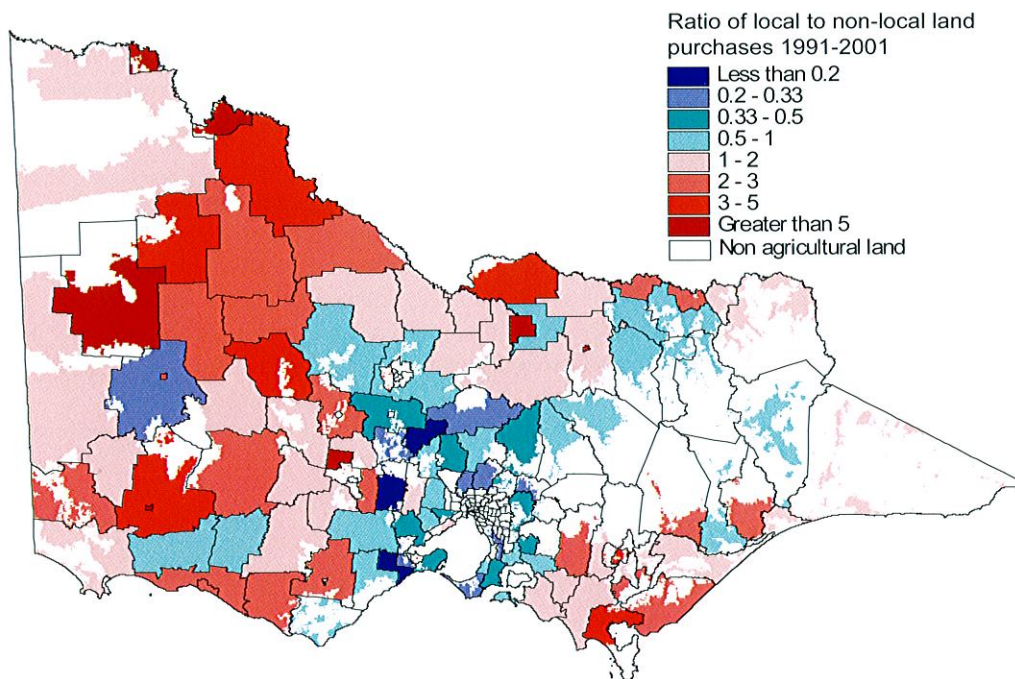 Ratio of local to non-local land
purchases 1991-2001
Less than 0.2
0.2 - 0.33
0.33 - 0.5
0.5 - 1
1 - 2
2 - 3
3 - 5
Greater than 5
Non agricultural land